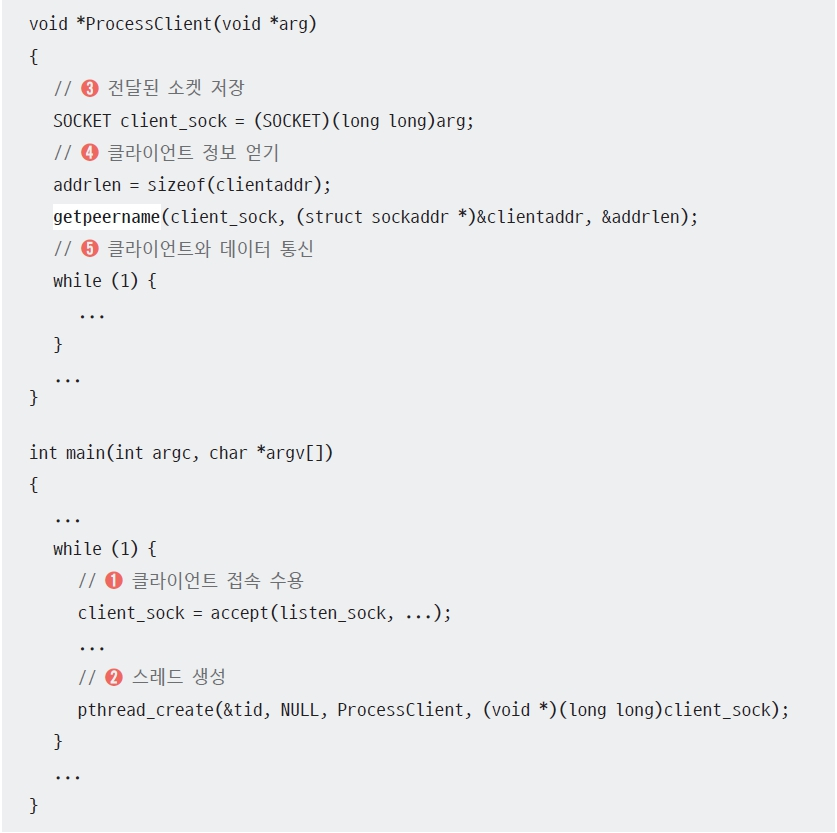 void *ProcessClient(void *arg)
{
// ❸ 전달된 소켓 저장
SOCKET client_sock = (SOCKET)(long long)arg;
// ❹ 클라이언트 정보 얻기
addrlen = sizeof(clientaddr);
getpeername(client_sock, (struct sockaddr *)&clientaddr, &addrlen);
// ❺ 클라이언트와 데이터 통신
while (1) {
...
}
...
}
int main(int argc, char *argv[])
{
...
while (1) {
// ❶ 클라이언트 접속 수용
client_sock = accept(listen_sock, ...);
...
// ❷ 스레드 생성
pthread_create(&tid, NULL, ProcessClient, (void *)(long long)client_sock);
}
...
}